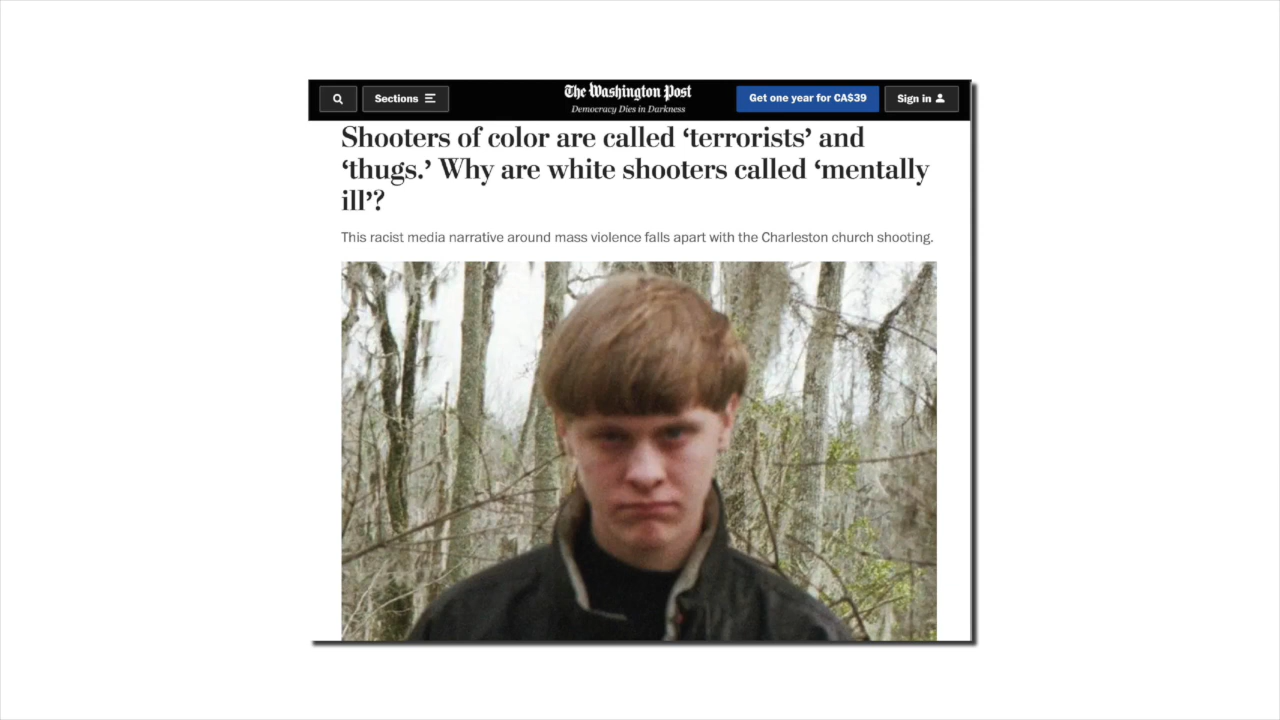 Sections
The Washington Post
Democracy Dies in Darkness
Get one year for CA$39
Sign in
Shooters of color are called ‘terrorists’ and
‘thugs.’ Why are white shooters called ‘mentally
ill’?
This racist media narrative around mass violence falls apart with the Charleston church shooting.